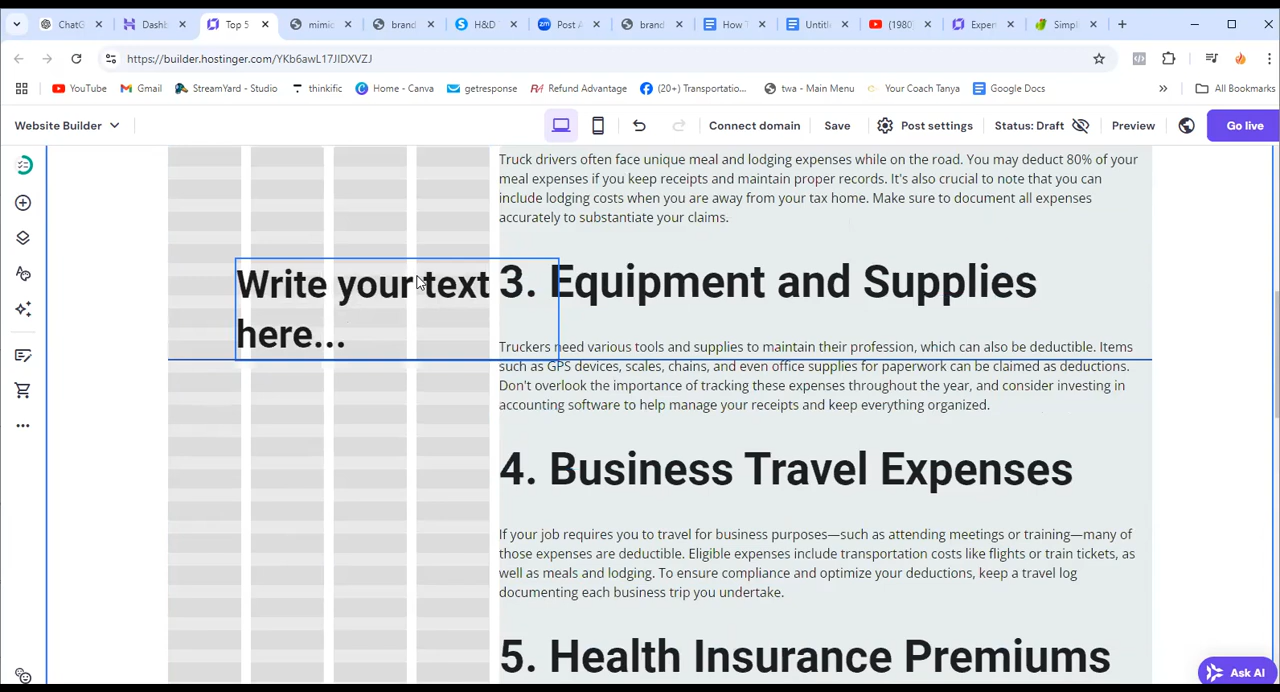 ChatG
Dashb
Top 5
mimic
brand
H&D T
Post A
brand
How T
Untitl
(1980)
Exper
Simpl
https://builder.hostinger.com/YKb6awL17JIDXVZJ
YouTube
Gmail
StreamYard - Studio
thinkific
Home - Canva
getresponse
Refund Advantage
(20+) Transportatio...
twa - Main Menu
Your Coach Tanya
Google Docs
All Bookmarks
Website Builder
Connect domain
Save
Post settings
Status: Draft
Preview
Go live
Truck drivers often face unique meal and lodging expenses while on the road. You may deduct 80% of your
meal expenses if you keep receipts and maintain proper records. It's also crucial to note that you can
include lodging costs when you are away from your tax home. Make sure to document all expenses
accurately to substantiate your claims.
Write your text
here...
3. Equipment and Supplies
Truckers need various tools and supplies to maintain their profession, which can also be deductible. Items
such as GPS devices, scales, chains, and even office supplies for paperwork can be claimed as deductions.
Don't overlook the importance of tracking these expenses throughout the year, and consider investing in
accounting software to help manage your receipts and keep everything organized.
4. Business Travel Expenses
If your job requires you to travel for business purposes—such as attending meetings or training—many of
those expenses are deductible. Eligible expenses include transportation costs like flights or train tickets, as
well as meals and lodging. To ensure compliance and optimize your deductions, keep a travel log
documenting each business trip you undertake.
5. Health Insurance Premiums
Ask AI